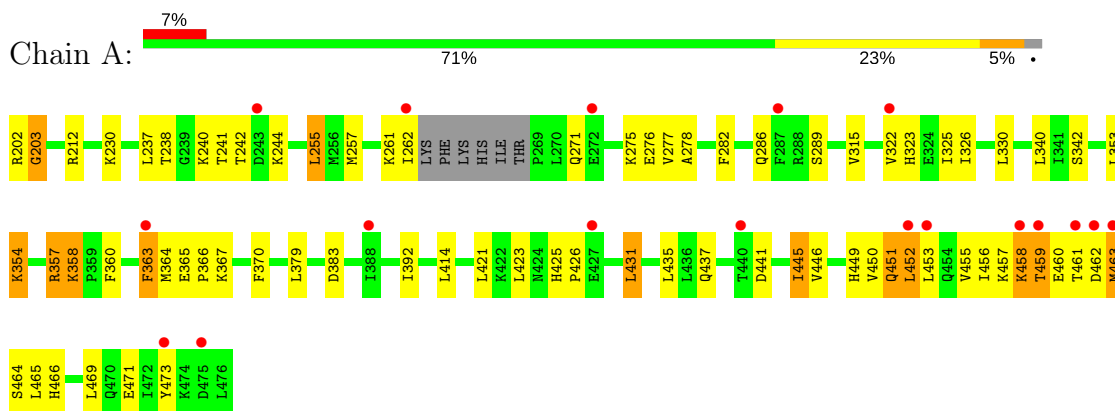 7%
Chain A:
71% 23% 5% •
R202 G203 R212 K230 L237 T238 G239 K240 T241 T242 D243 K244 L255 M256 M257 K261 I262 LYS PHE LYS HIS ILE THR P269 L270 Q271 E272 K275 E276 V277 A278 F282 Q286 F287 R288 S289 V315 V322 H323 E324 I325 I326 L330 L340 I341 S342 L353
K354 R357 K358 P359 F360 F363 M364 E365 P366 K367 F370 L379 D383 I388 I392 L414 L421 K422 L423 N424 H425 P426 E427 L431 L435 L436 Q437 T440 D441 I445 V446 H449 V450 Q451 L452 L453 Q454 V455 I456 K457 K458 T459 E460 T461 D462 M463
S464 L465 H466 L469 Q470 E471 I472 Y473 K474 D475 L476